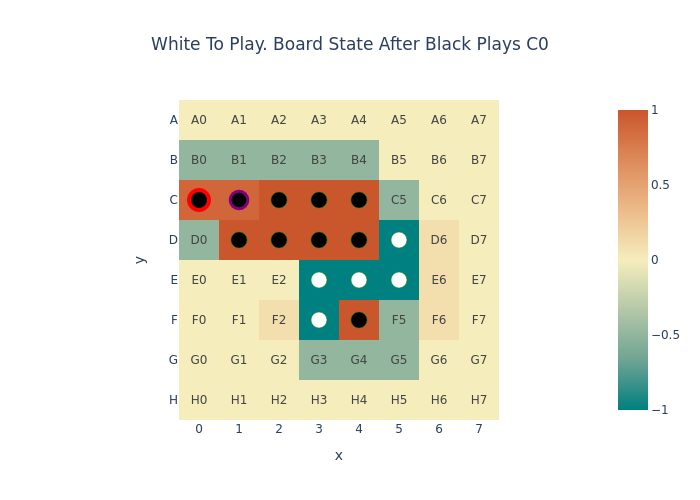 White To Play. Board State After Black Plays C0
A A0 A1 A2 A3 A4 A5 A6 A7
B B0 B1 B2 B3 B4 B5 B6 B7
C C5 C6 C7
D D0 D6 D7
E E0 E1 E2 E6 E7
F F0 F1 F2 F5 F6 F7
G G0 G1 G2 G3 G4 G5 G6 G7
H H0 H1 H2 H3 H4 H5 H6 H7
0 1 2 3 4 5 6 7
x
y
1
0.5
0
−0.5
−1